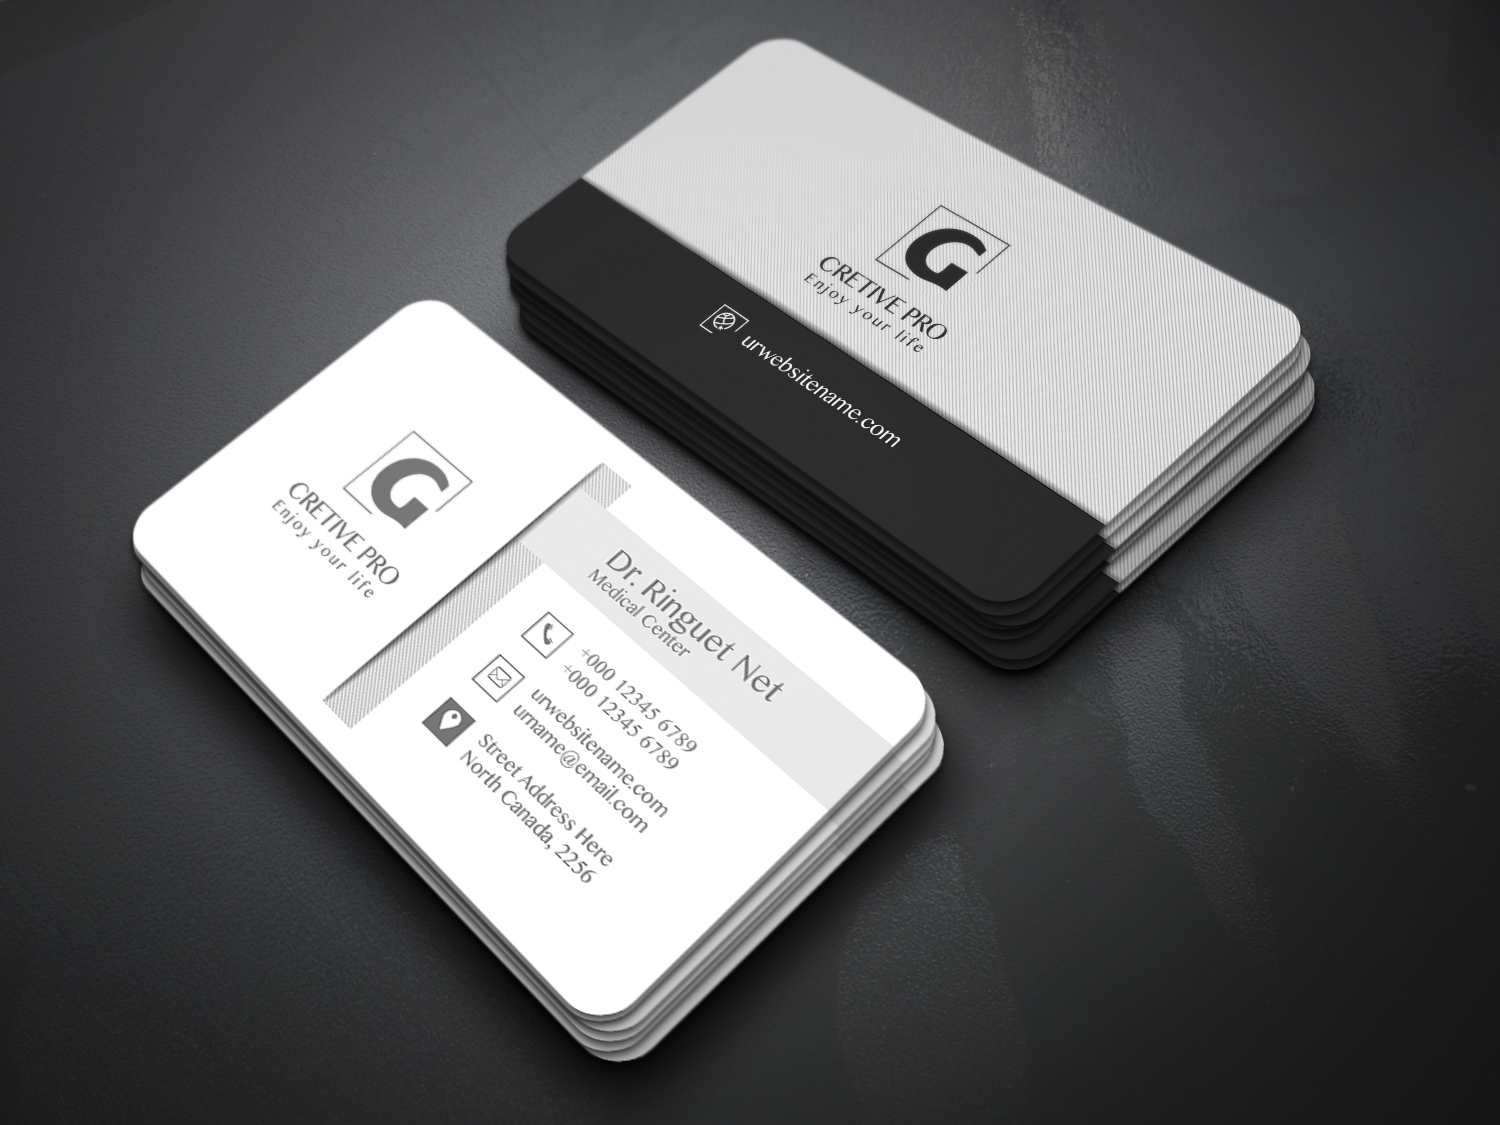 G
CRETIVE PRO
Enjoy your life
urwebsitename.com
G
CRETIVE PRO
Enjoy your life
Dr. Ringuet Net
Medical Center
+000 12345 6789
+000 12345 6789
urwebsitename.com
urname@email.com
Street Address Here
North Canada, 2256